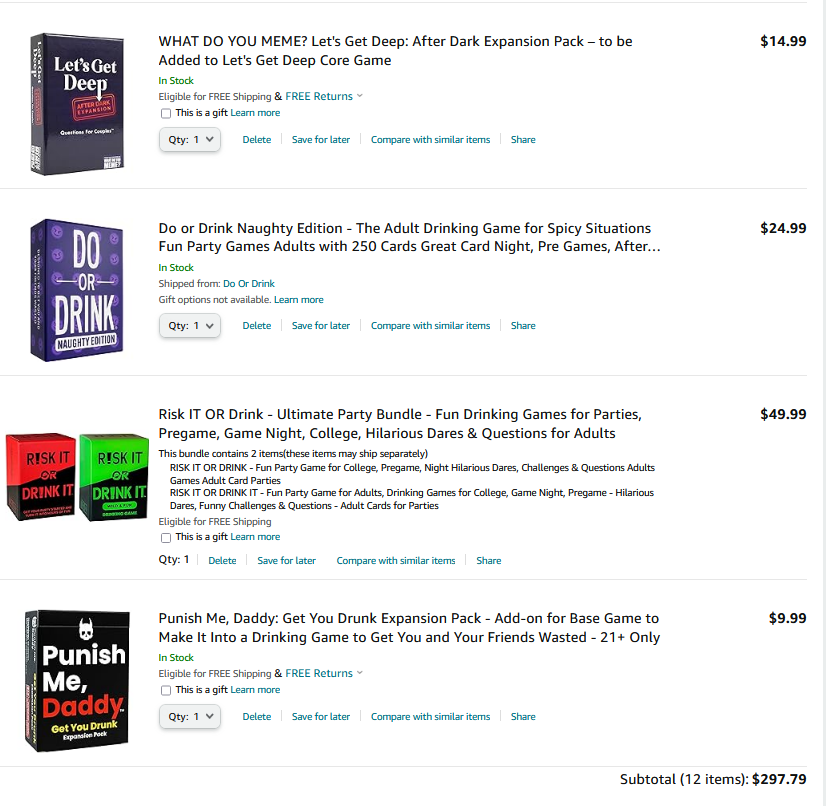 WHAT DO YOU MEME? Let's Get Deep: After Dark Expansion Pack – to be
$14.99
Added to Let's Get Deep Core Game
In Stock
Eligible for FREE Shipping & FREE Returns
This is a gift Learn more
Qty: 1
Delete
Save for later
Compare with similar items
Share
Let's Get
Deep
AFTER DARK
EXPANSION
Questions For Couples
Do or Drink Naughty Edition - The Adult Drinking Game for Spicy Situations
$24.99
Fun Party Games Adults with 250 Cards Great Card Night, Pre Games, After…
In Stock
Shipped from: Do Or Drink
Gift options not available. Learn more
Qty: 1
Delete
Save for later
Compare with similar items
Share
DO
OR
DRINK
NAUGHTY EDITION
Risk IT OR Drink - Ultimate Party Bundle - Fun Drinking Games for Parties,
$49.99
Pregame, Game Night, College, Hilarious Dares & Questions for Adults
This bundle contains 2 items(these items may ship separately)
RISK IT OR DRINK - Fun Party Game for College, Pregame, Night Hilarious Dares, Challenges & Questions Adults
Games Adult Card Parties
RISK IT OR DRINK IT - Fun Party Game for Adults, Drinking Games for College, Game Night, Pregame - Hilarious
Dares, Funny Challenges & Questions - Adult Cards for Parties
Eligible for FREE Shipping
This is a gift Learn more
Qty: 1
Delete
Save for later
Compare with similar items
Share
R!SK IT
OR
DR!NK IT
R!SK IT
OR
DR!NK IT
DRINKING GAME
Punish Me, Daddy: Get You Drunk Expansion Pack - Add-on for Base Game to
$9.99
Make It Into a Drinking Game to Get You and Your Friends Wasted - 21+ Only
In Stock
Eligible for FREE Shipping & FREE Returns
This is a gift Learn more
Qty: 1
Delete
Save for later
Compare with similar items
Share
Punish
Me,
Daddy
Get You Drunk
Expansion Pack
Subtotal (12 items): $297.79